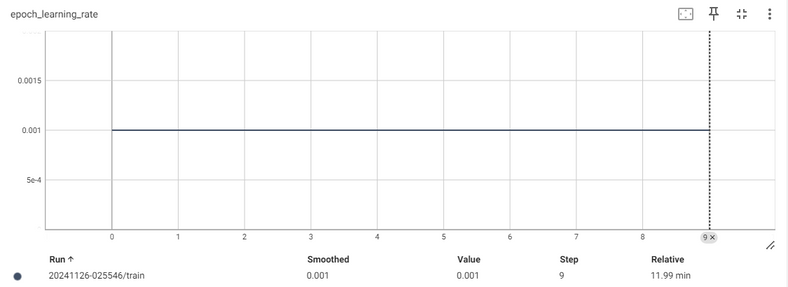 epoch_learning_rate
0.0015
0.001
5e-4
0 1 2 3 4 5 6 7 8 9 ×
Run ↑ Smoothed Value Step Relative
20241126-025546/train 0.001 0.001 9 11.99 min